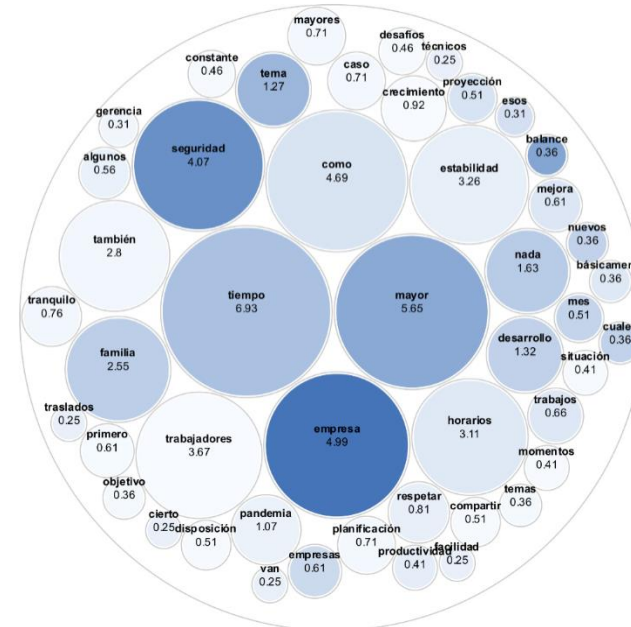 mayores
0.71
desafíos
0.46
técnicos
0.25
constante
0.46
tema
1.27
caso
0.71
crecimiento
0.92
proyección
0.51
esos
0.31
gerencia
0.31
seguridad
4.07
como
4.69
estabilidad
3.26
balance
0.36
algunos
0.56
mejora
0.61
también
2.8
nuevos
0.36
nada
1.63
básicamen
0.36
tiempo
6.93
mayor
5.65
tranquilo
0.76
mes
0.51
cuale
0.36
desarrollo
1.32
familia
2.55
situación
0.41
empresa
4.99
traslados
0.25
trabajos
0.66
trabajadores
3.67
horarios
3.11
primero
0.61
momentos
0.41
objetivo
0.36
respetar
0.81
temas
0.36
compartir
0.51
cierto
0.25
disposición
0.51
pandemia
1.07
planificación
0.71
productividad
0.41
facilidad
0.25
empresas
0.61
van
0.25